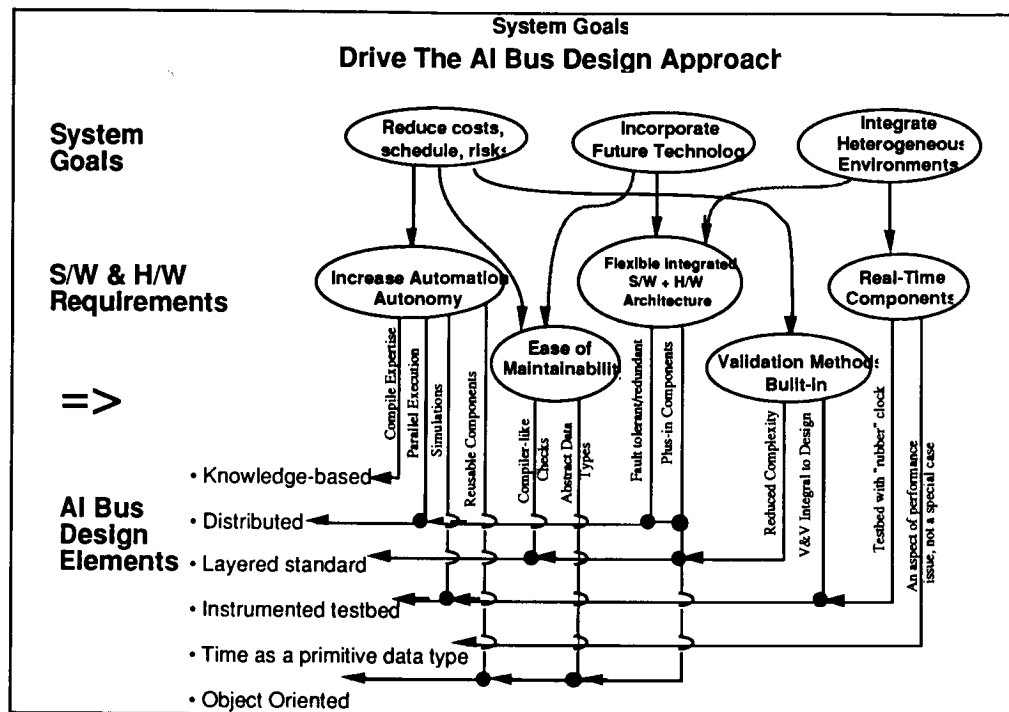 System Goals
Drive The AI Bus Design Approach
System
Goals
Reduce costs,
schedule, risks
Incorporate
Future Technolog
Integrate
Heterogeneous
Environments
S/W & H/W
Requirements
Increase Automation
Autonomy
Flexible Integrated
S/W + H/W
Architecture
Real-Time
Components
Ease of
Maintainabilit
Validation Methods
Built-in
=>
Compile Expertise
Parallel Execution
Simulations
Reusable Components
Compiler-like
Checks
Abstract Data
Types
Fault tolerant/redundant
Plus-in Components
Reduced Complexity
V&V Integral to Design
Testbed with "rubber" clock
An aspect of performance
issue, not a special case
AI Bus
Design
Elements
• Knowledge-based
• Distributed
• Layered standard
• Instrumented testbed
• Time as a primitive data type
• Object Oriented